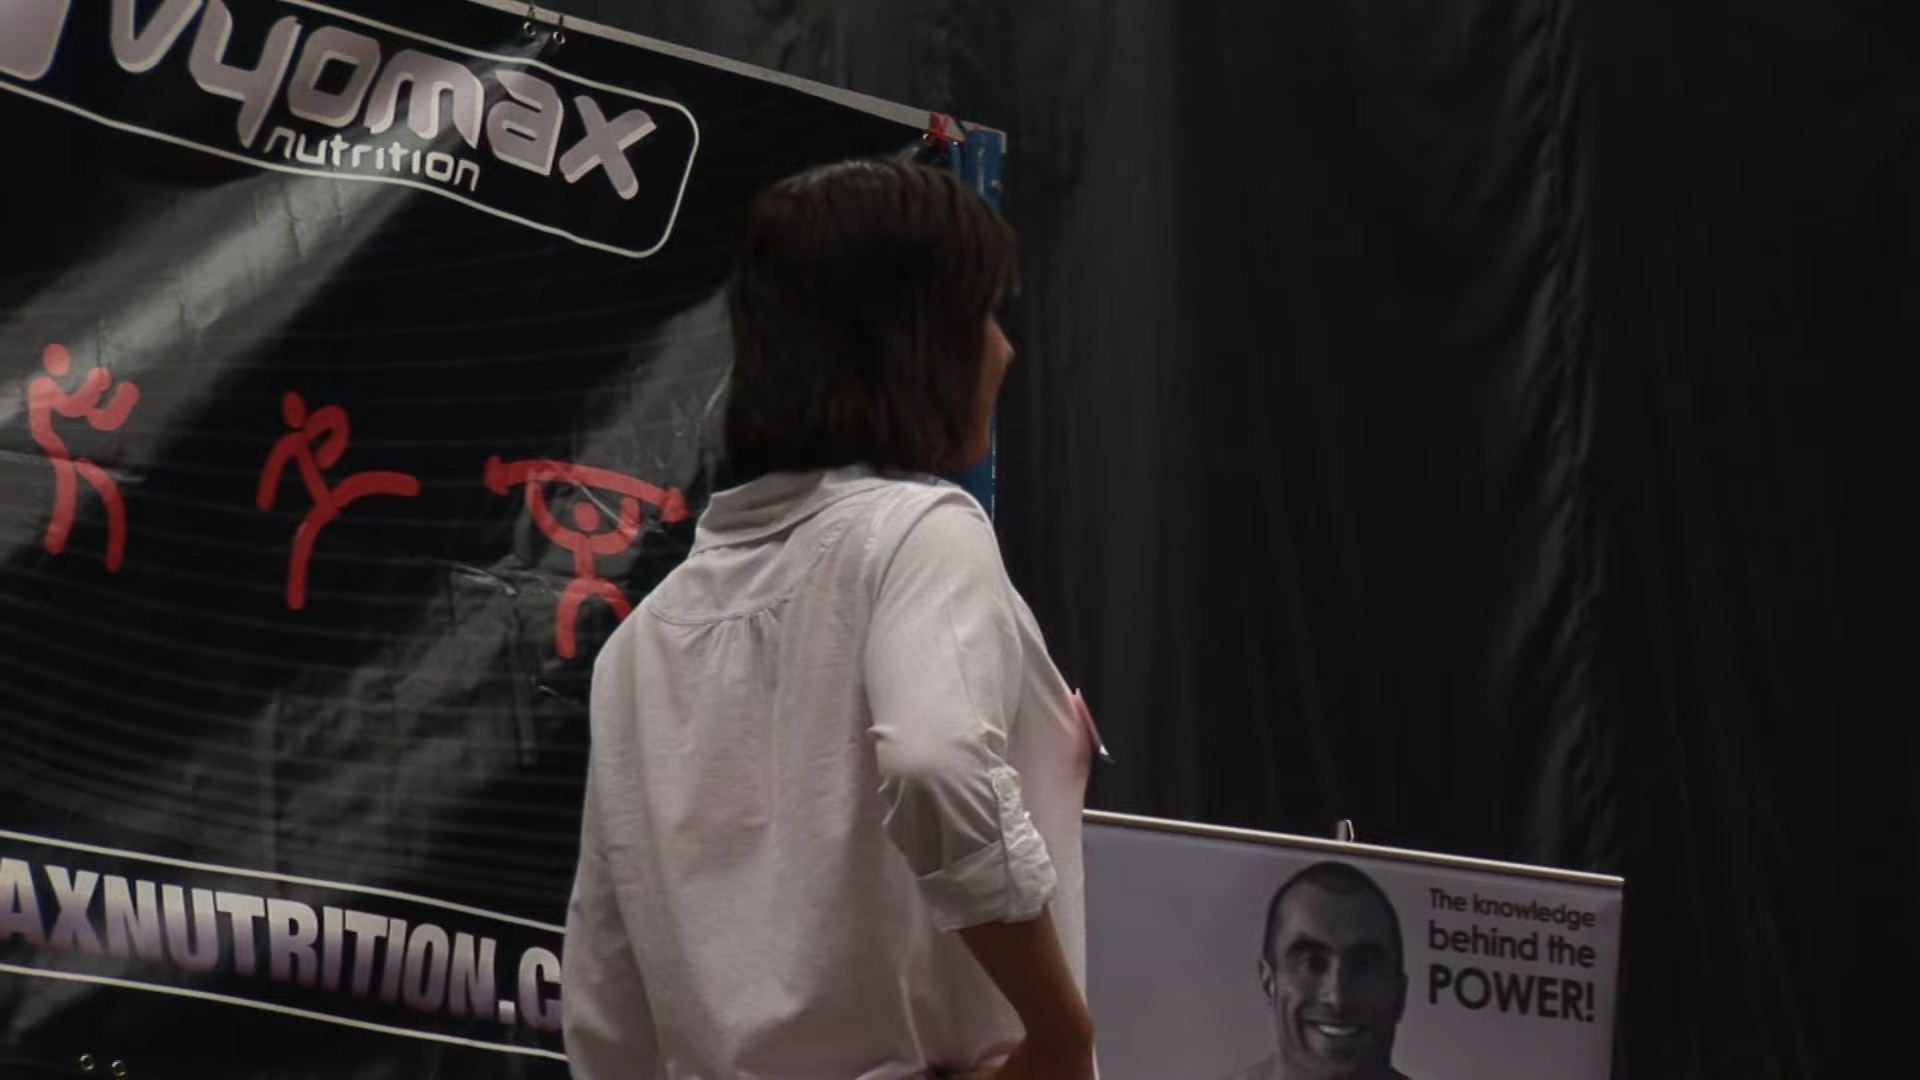 vyomax
nutrition
AXNUTRITION.C
The knowledge
behind the
POWER!